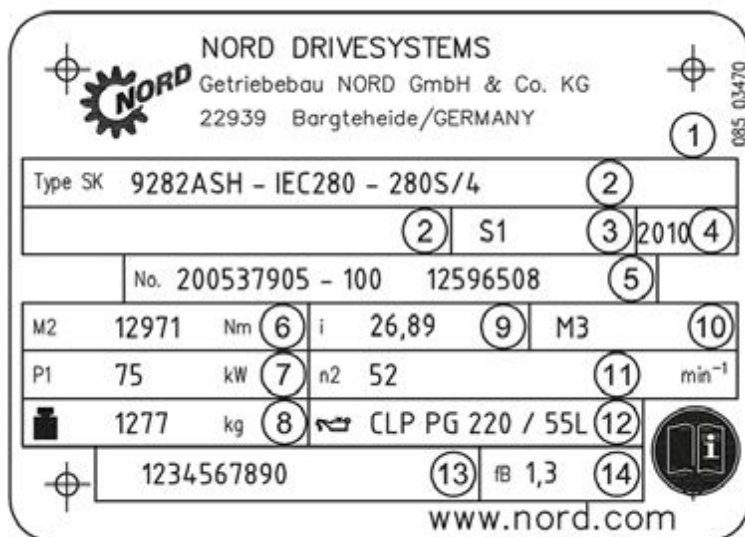 NORD DRIVESYSTEMS
NORD
Getriebebau NORD GmbH & Co. KG
22939 Bargteheide/GERMANY
085 03470
1
Type SK 9282ASH - IEC280 - 280S/4 2
2 S1 3 2010 4
No. 200537905 - 100 12596508 5
M2 12971 Nm 6 i 26,89 9 M3 10
P1 75 kW 7 n2 52 11 min⁻¹
1277 kg 8 CLP PG 220 / 55L 12
i
1234567890 13 fB 1,3 14
www.nord.com